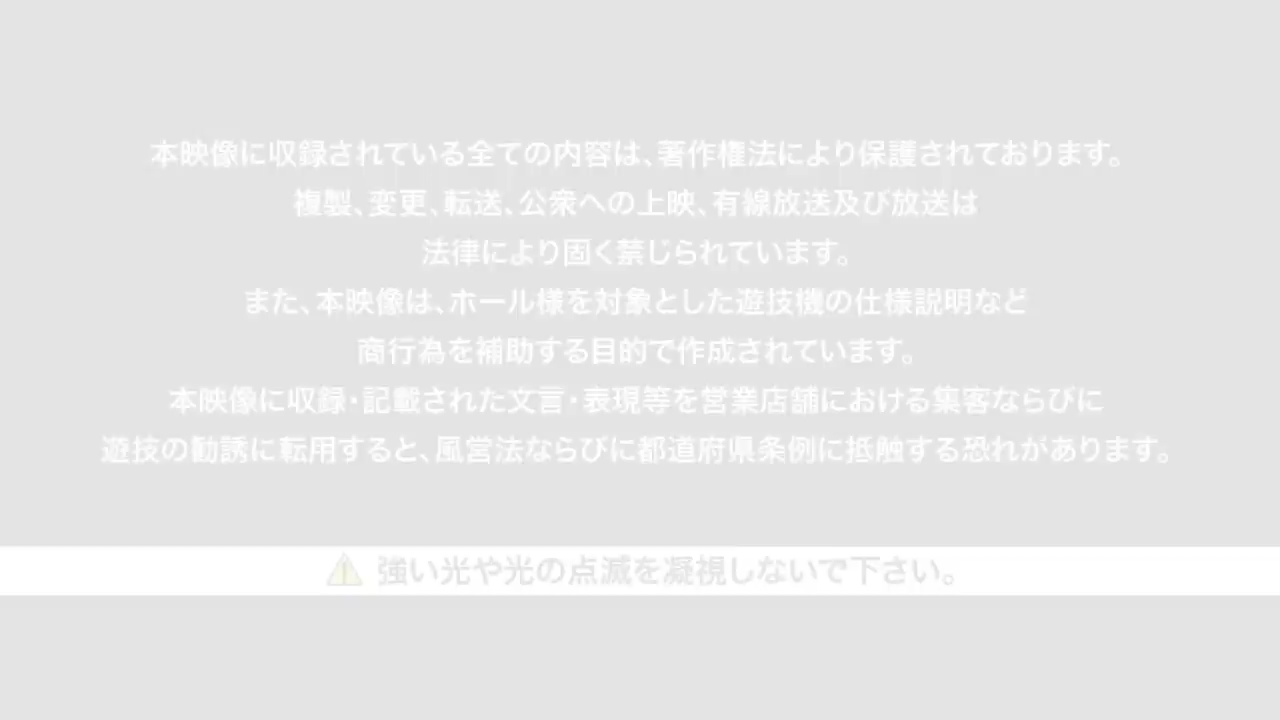 本映像に収録されている全ての内容は、著作権法により保護されております。
複製、変更、転送、公衆への上映、有線放送及び放送は
法律により固く禁じられています。
また、本映像は、ホール様を対象とした遊技機の仕様説明など
商行為を補助する目的で作成されています。
本映像に収録・記載された文言・表現等を営業店舗における集客ならびに
遊技の勧誘に転用すると、風営法ならびに都道府県条例に抵触する恐れがあります。
強い光や光の点滅を凝視しないで下さい。